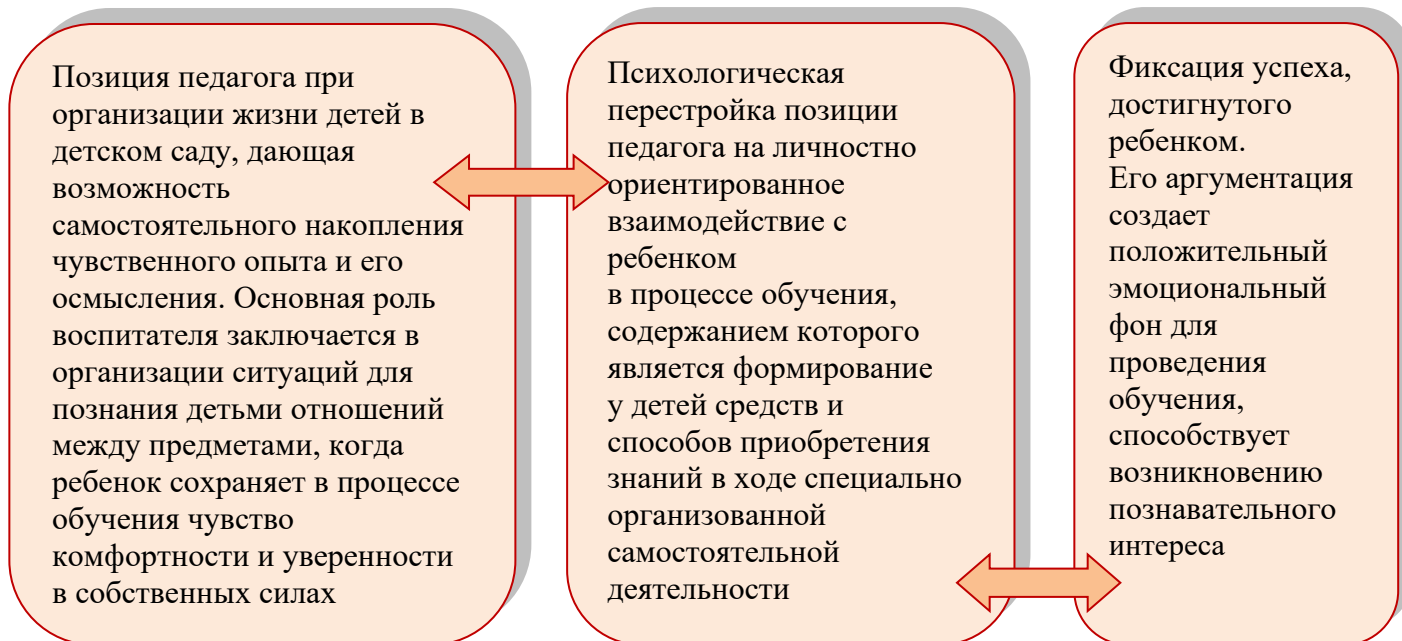 Позиция педагога при
организации жизни детей в
детском саду, дающая
возможность
самостоятельного накопления
чувственного опыта и его
осмысления. Основная роль
воспитателя заключается в
организации ситуаций для
познания детьми отношений
между предметами, когда
ребенок сохраняет в процессе
обучения чувство
комфортности и уверенности
в собственных силах
Психологическая
перестройка позиции
педагога на личностно
ориентированное
взаимодействие с
ребенком
в процессе обучения,
содержанием которого
является формирование
у детей средств и
способов приобретения
знаний в ходе специально
организованной
самостоятельной
деятельности
Фиксация успеха,
достигнутого
ребенком.
Его аргументация
создает
положительный
эмоциональный
фон для
проведения
обучения,
способствует
возникновению
познавательного
интереса